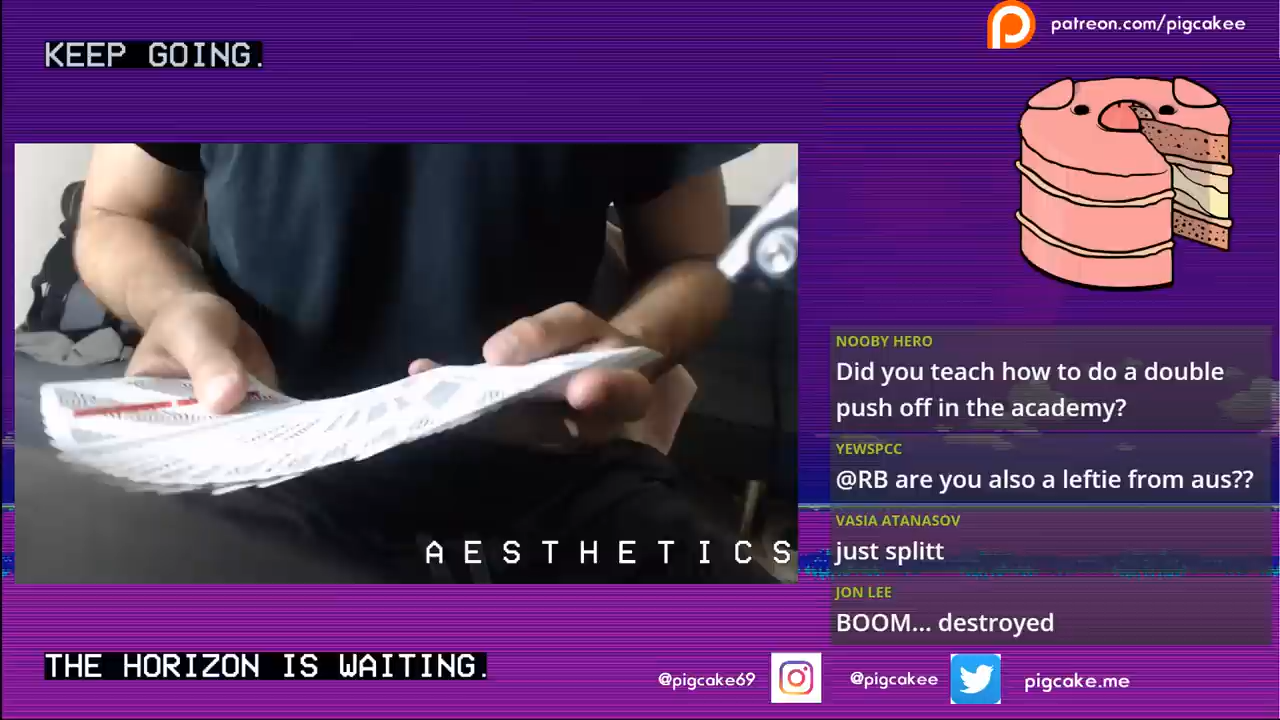 KEEP GOING.
patreon.com/pigcakee
A E S T H E T I C S
NOOBY HERO
Did you teach how to do a double
push off in the academy?
YEWSPCC
@RB are you also a leftie from aus??
VASIA ATANASOV
just splitt
JON LEE
BOOM... destroyed
THE HORIZON IS WAITING.
@pigcake69
@pigcakee
pigcake.me